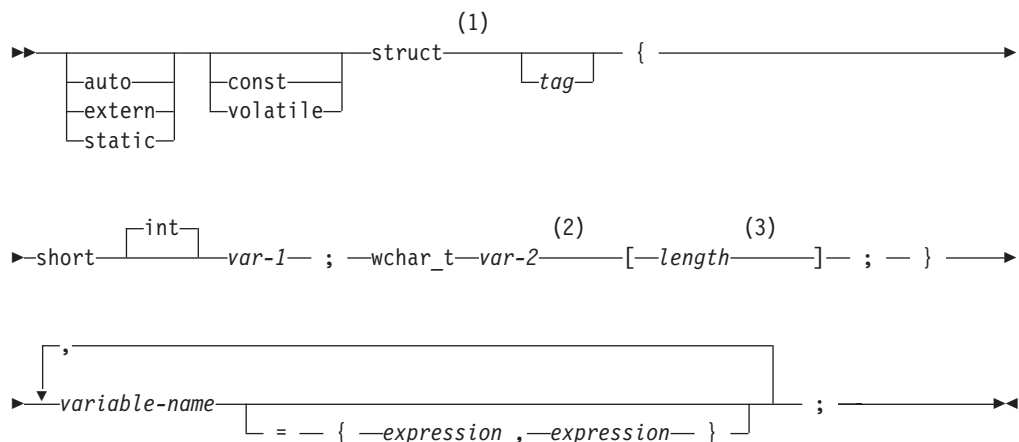 (1)
struct {
auto const tag
extern volatile
static
int (2) (3)
short var-1 ; wchar_t var-2 [ length ] ; }
,
variable-name ;
= { expression , expression }